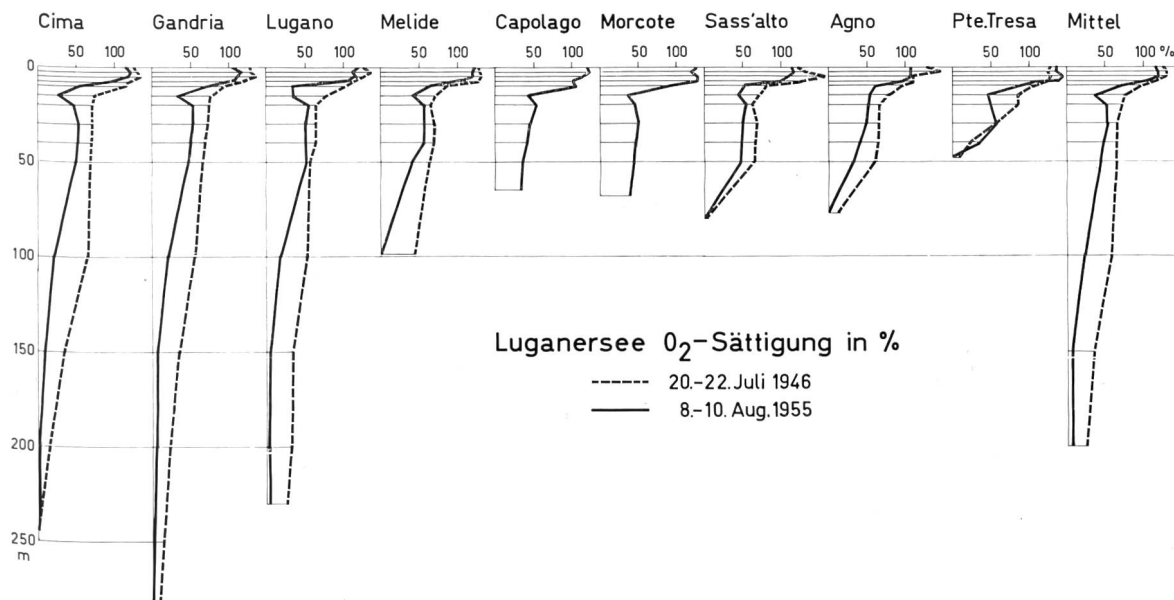 Cima Gandria Lugano Melide Capolago Morcote Sass'alto Agno Pte.Tresa Mittel
50 100 50 100 50 100 50 100 50 100 50 100 50 100 50 100 50 100 50 100 %
0
50
100
150
200
250
m
Luganersee O₂-Sättigung in %
20.-22. Juli 1946
8.-10. Aug. 1955